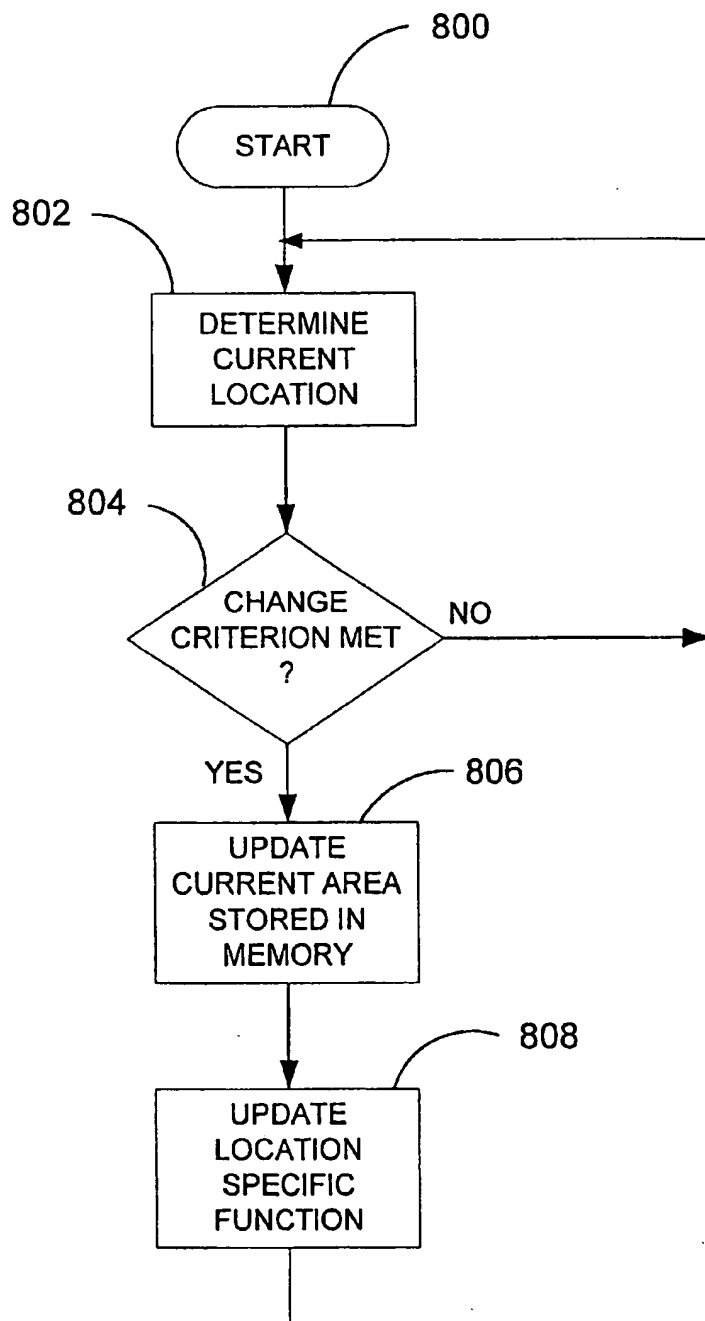 800
START
802
DETERMINE
CURRENT
LOCATION
804
CHANGE
CRITERION MET
?
NO
YES
806
UPDATE
CURRENT AREA
STORED IN
MEMORY
808
UPDATE
LOCATION
SPECIFIC
FUNCTION